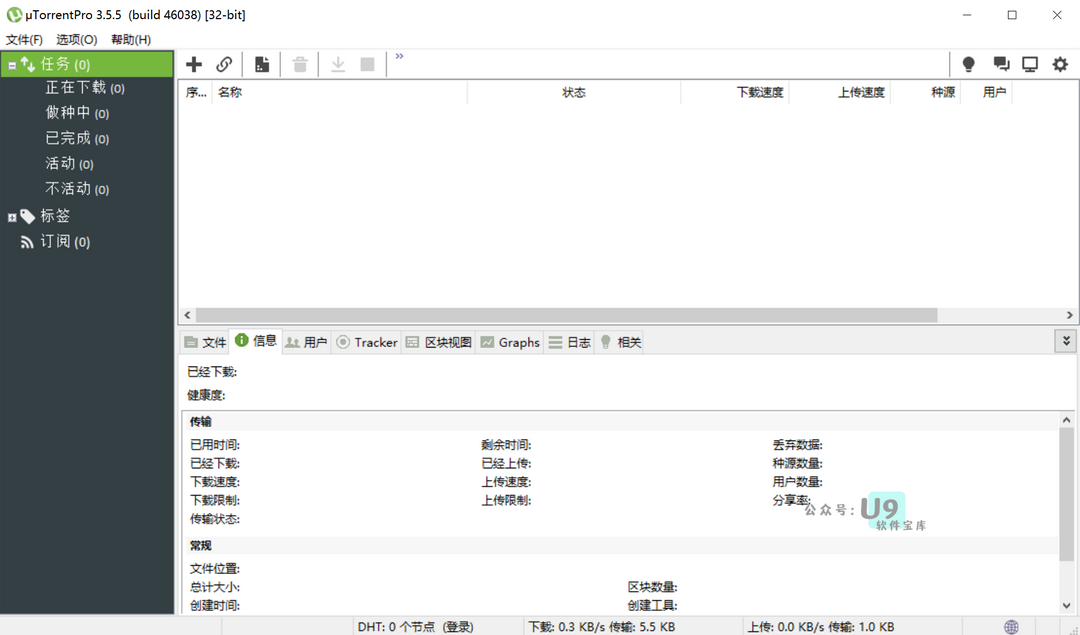 μTorrentPro 3.5.5 (build 46038) [32-bit]
文件(F) 选项(O) 帮助(H)
任务 (0)
正在下载 (0)
做种中 (0)
已完成 (0)
活动 (0)
不活动 (0)
标签
订阅 (0)
序... 名称 状态 下载速度 上传速度 种源 用户
文件 信息 用户 Tracker 区块视图 Graphs 日志 相关
已经下载:
健康度:
传输
已用时间: 剩余时间: 丢弃数据:
已经下载: 已经上传: 种源数量:
下载速度: 上传速度: 用户数量:
下载限制: 上传限制: 分享率:
传输状态:
公众号: U9
软件宝库
常规
文件位置:
总计大小: 区块数量:
创建时间: 创建工具:
DHT: 0 个节点 (登录) 下载: 0.3 KB/s 传输: 5.5 KB 上传: 0.0 KB/s 传输: 1.0 KB